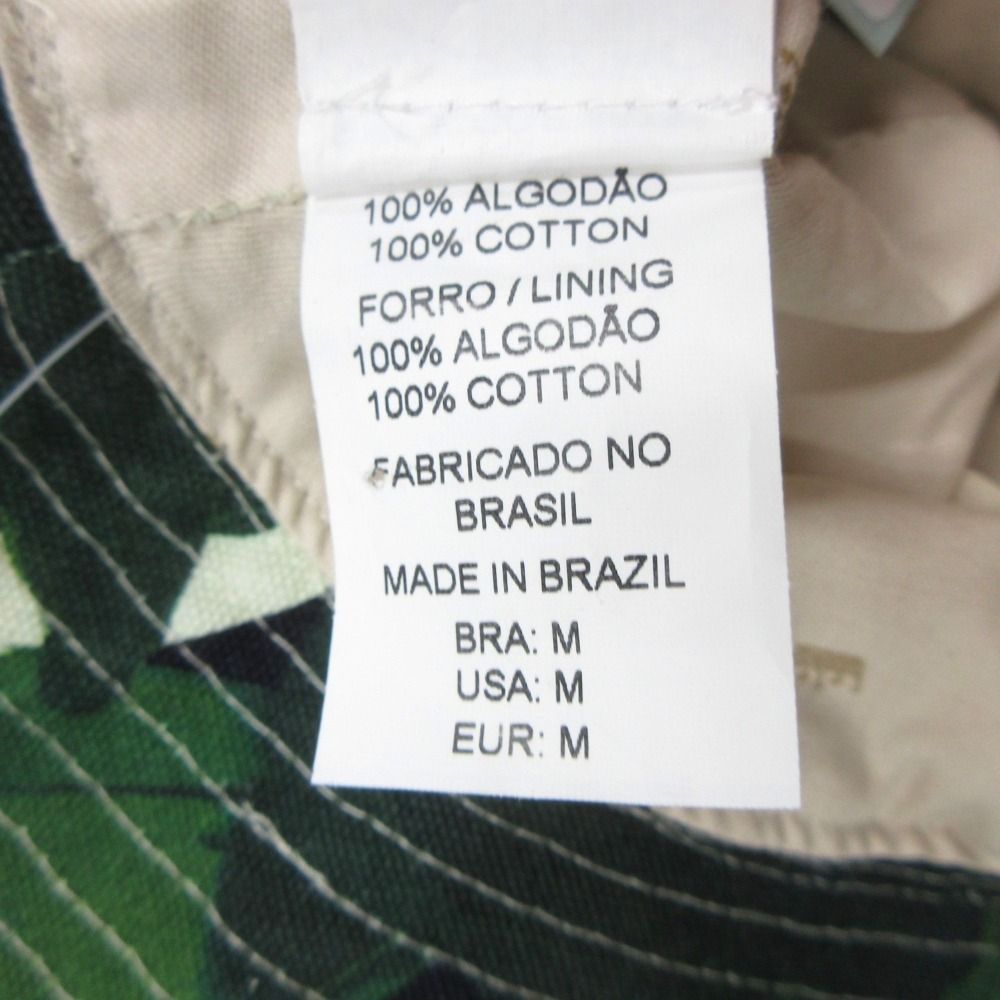 100% ALGODÃO
100% COTTON
FORRO / LINING
100% ALGODÃO
100% COTTON
FABRICADO NO
BRASIL
MADE IN BRAZIL
BRA: M
USA: M
EUR: M